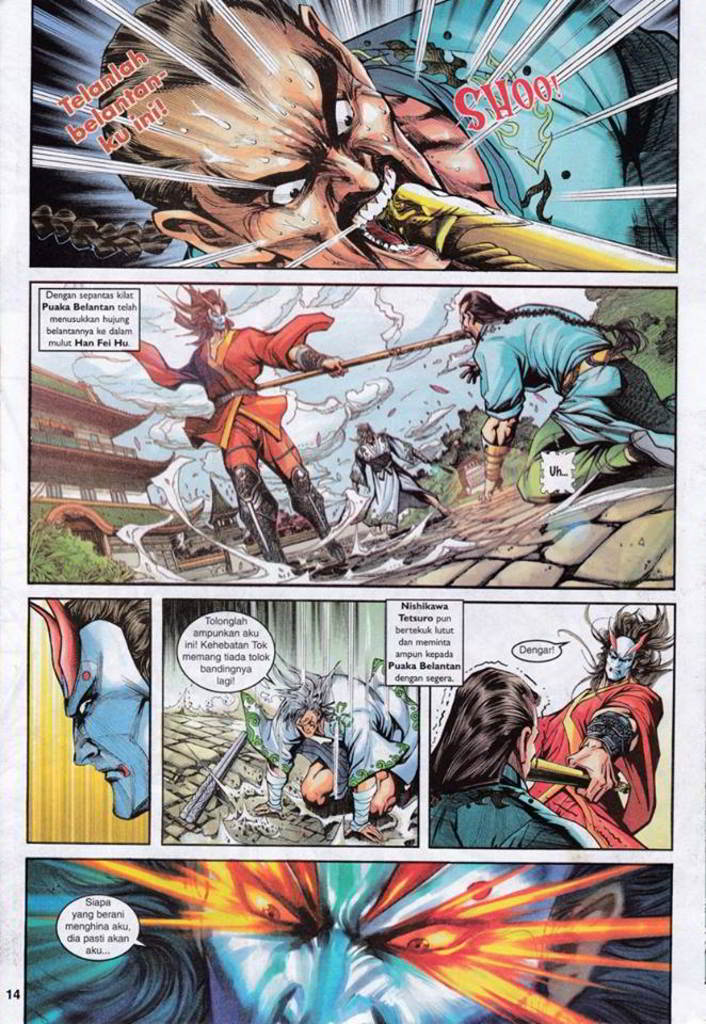 Telanlah
belantan-
ku ini!
SHOO!
Dengan sepantas kilat
Puaka Belantan telah
menusukkan hujung
belantannya ke dalam
mulut Han Fei Hu.
Uh...
Tolonglah
ampunkan aku
ini! Kehebatan Tok
memang tiada tolok
bandingnya
lagi!
Nishikawa
Tetsuro pun
bertekuk lutut
dan meminta
ampun kepada
Puaka Belantan
dengan segera.
Dengar!
Siapa
yang berani
menghina aku,
dia pasti akan
aku...
14